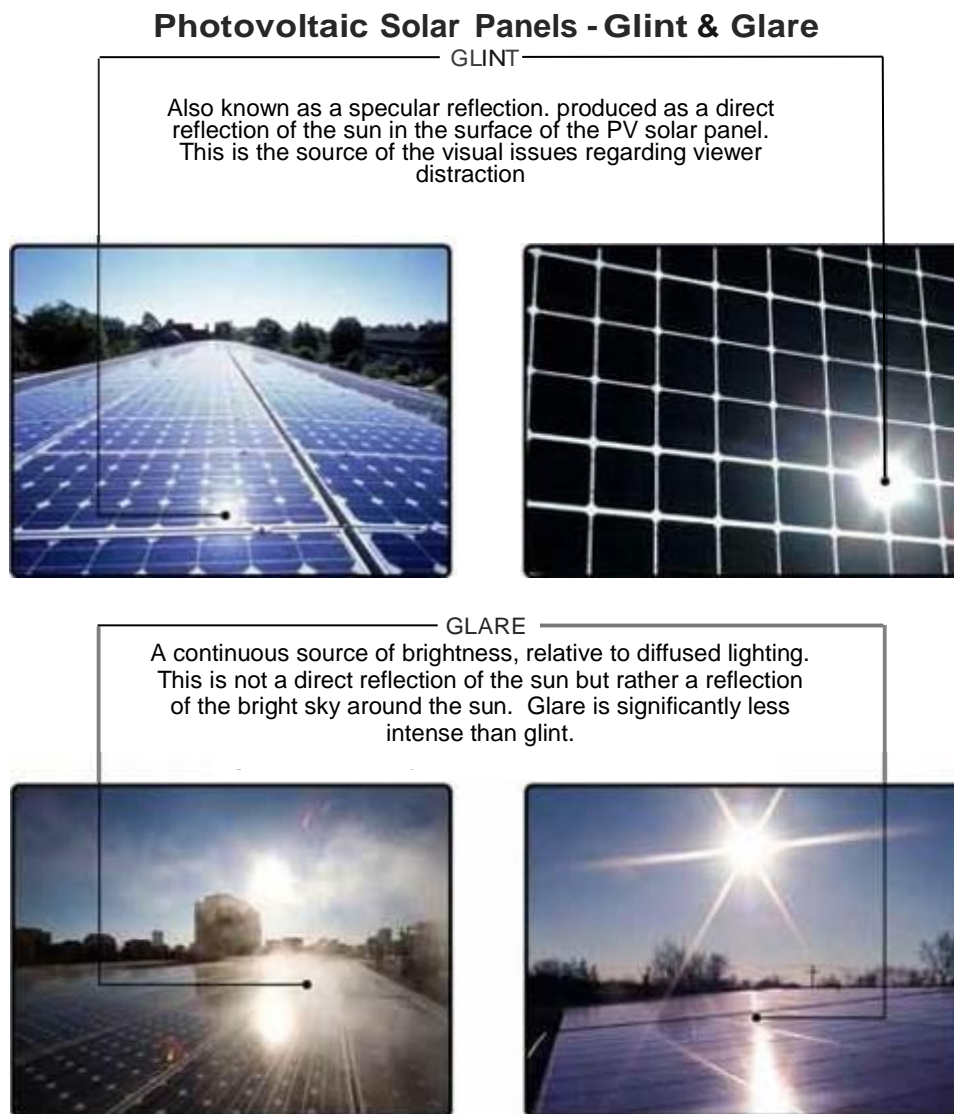 Photovoltaic Solar Panels - Glint & Glare
GLINT
Also known as a specular reflection. produced as a direct
reflection of the sun in the surface of the PV solar panel.
This is the source of the visual issues regarding viewer
distraction
GLARE
A continuous source of brightness, relative to diffused lighting.
This is not a direct reflection of the sun but rather a reflection
of the bright sky around the sun. Glare is significantly less
intense than glint.